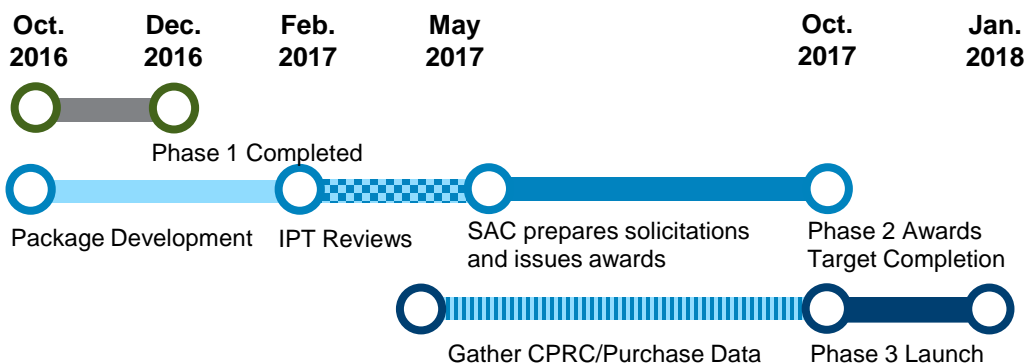 Oct. Dec. Feb. May Oct. Jan.
2016 2016 2017 2017 2017 2018
Phase 1 Completed
Package Development IPT Reviews SAC prepares solicitations Phase 2 Awards
and issues awards Target Completion
Gather CPRC/Purchase Data Phase 3 Launch